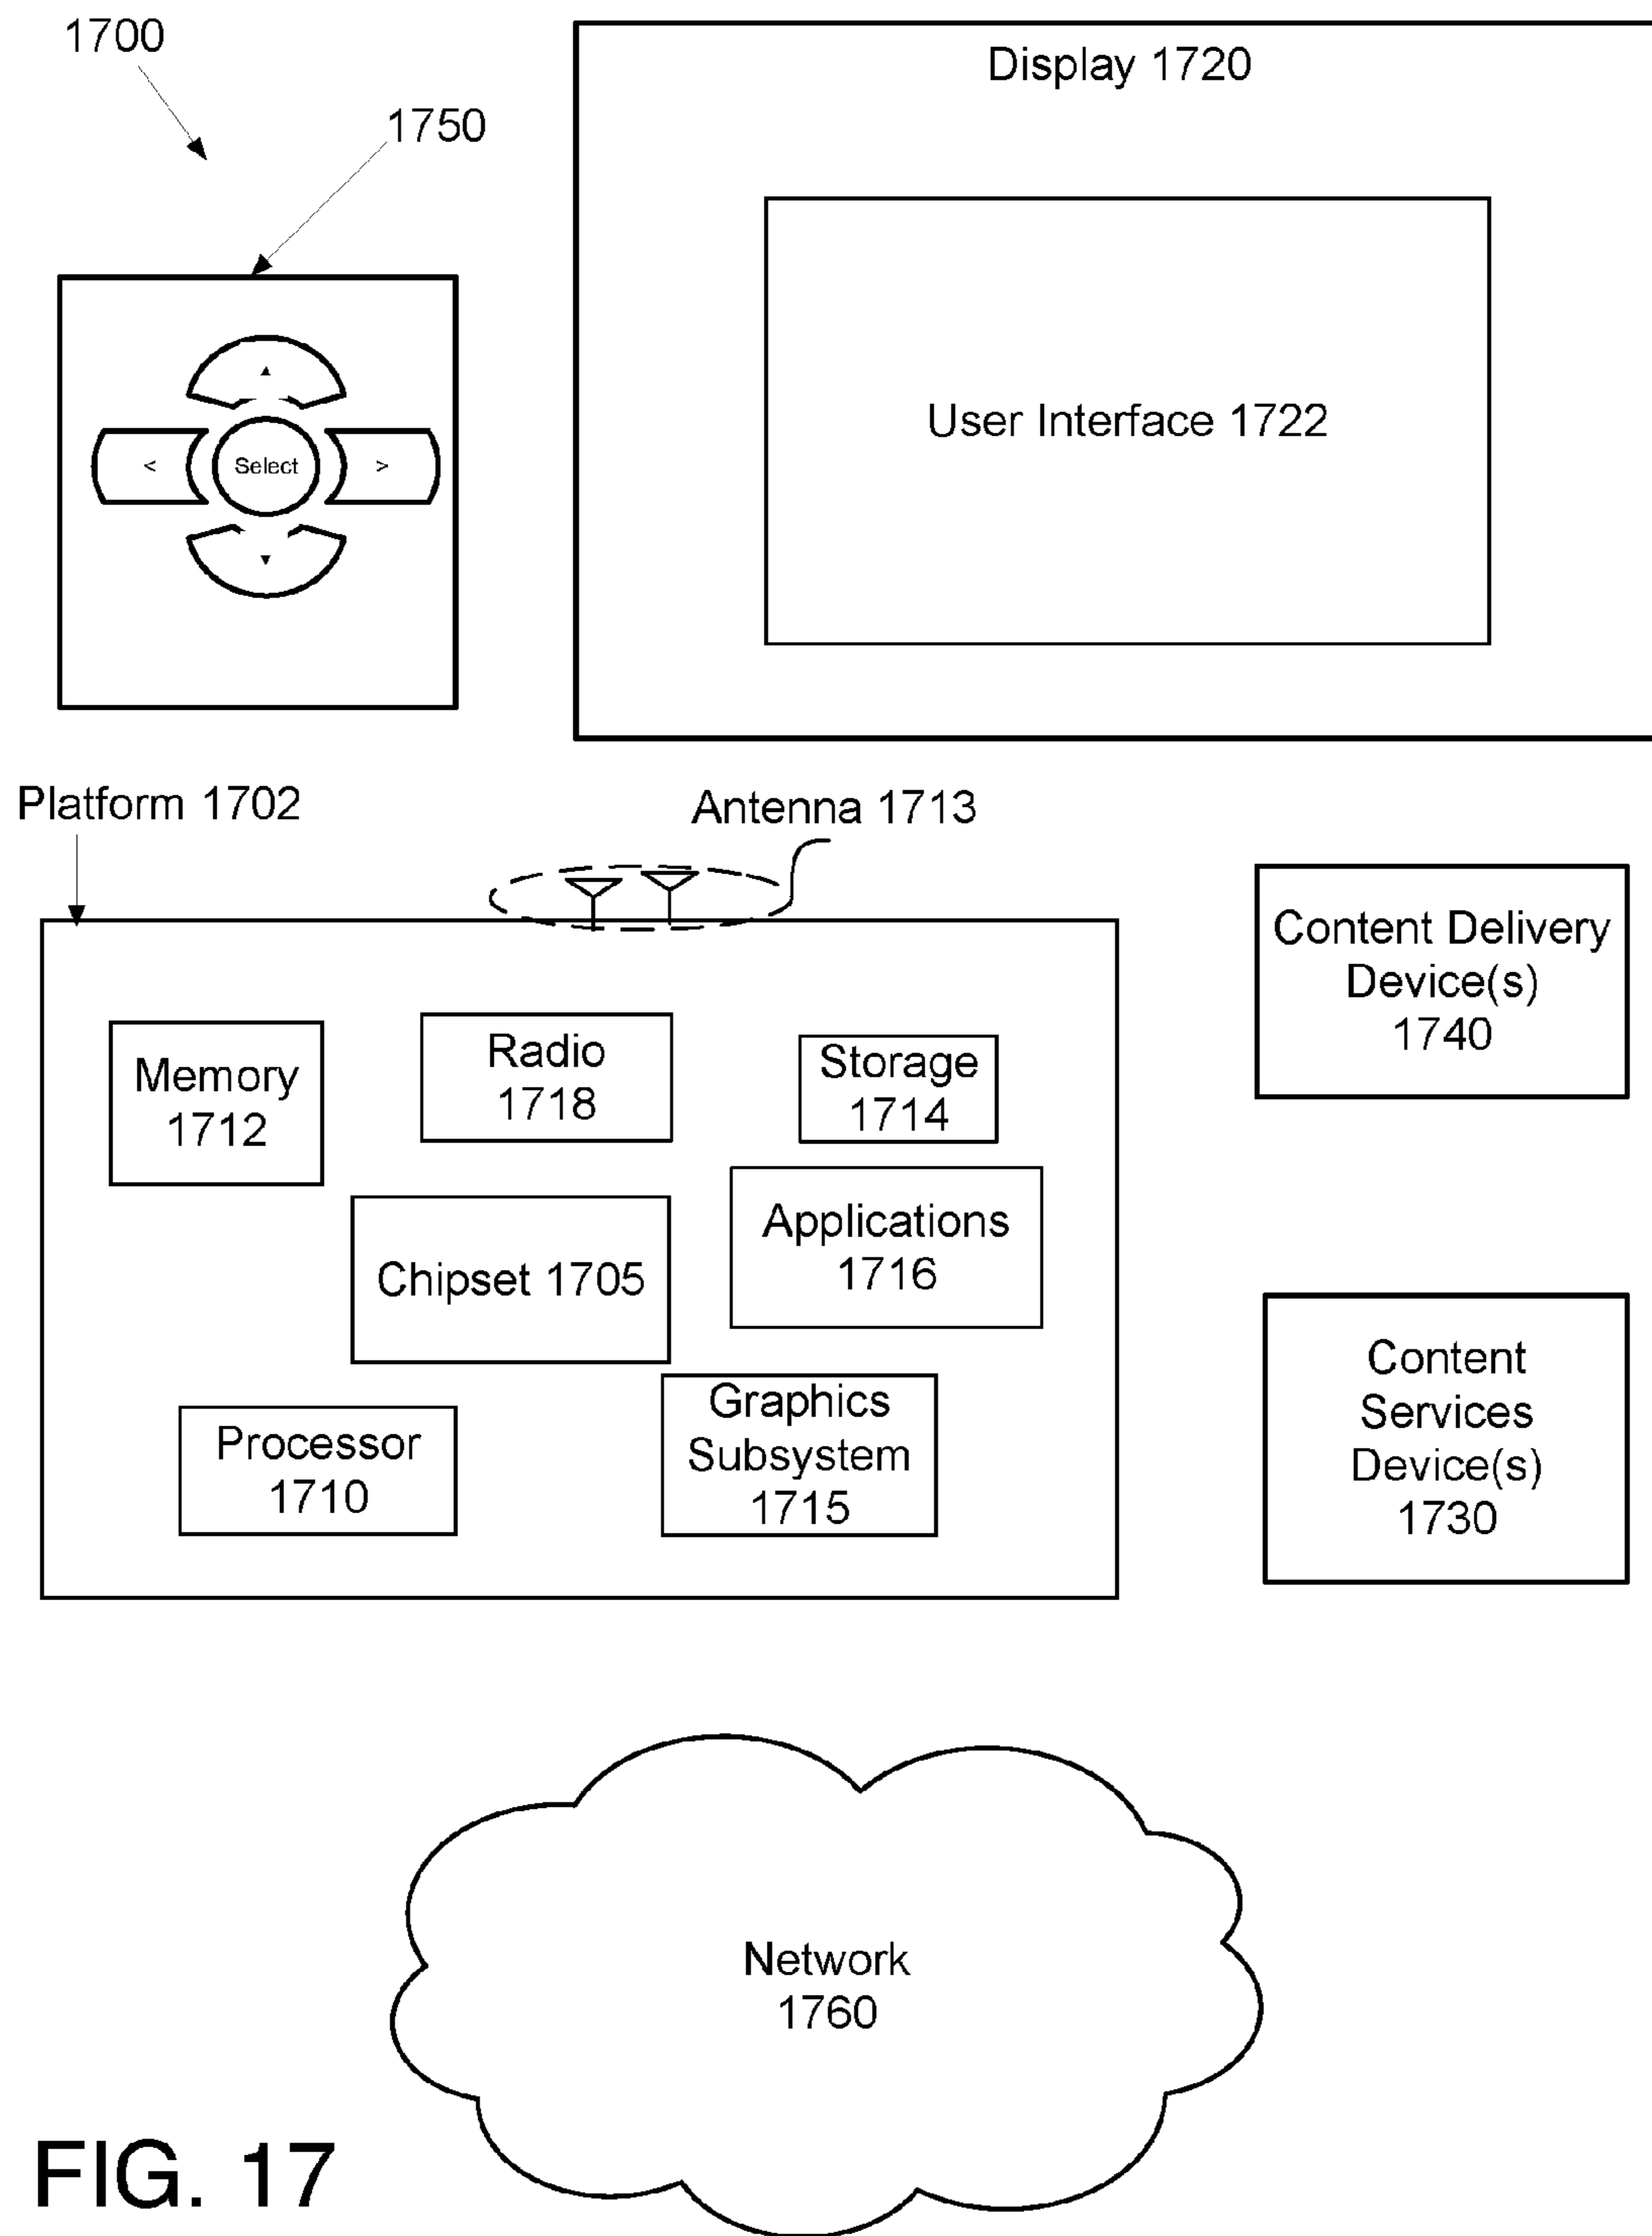 1700
1750
Display 1720
User Interface 1722
▲
<
Select
>
▼
Platform 1702
Antenna 1713
Memory
1712
Radio
1718
Storage
1714
Chipset 1705
Applications
1716
Processor
1710
Graphics
Subsystem
1715
Content Delivery
Device(s)
1740
Content
Services
Device(s)
1730
Network
1760
FIG. 17